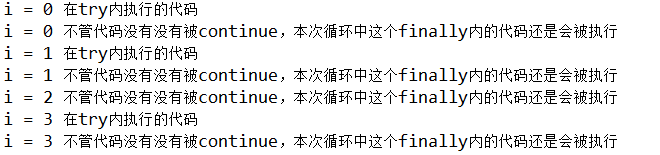 i = 0 在try内执行的代码
i = 0 不管代码没有没有被continue，本次循环中这个finally内的代码还是会被执行
i = 1 在try内执行的代码
i = 1 不管代码没有没有被continue，本次循环中这个finally内的代码还是会被执行
i = 2 不管代码没有没有被continue，本次循环中这个finally内的代码还是会被执行
i = 3 在try内执行的代码
i = 3 不管代码没有没有被continue，本次循环中这个finally内的代码还是会被执行